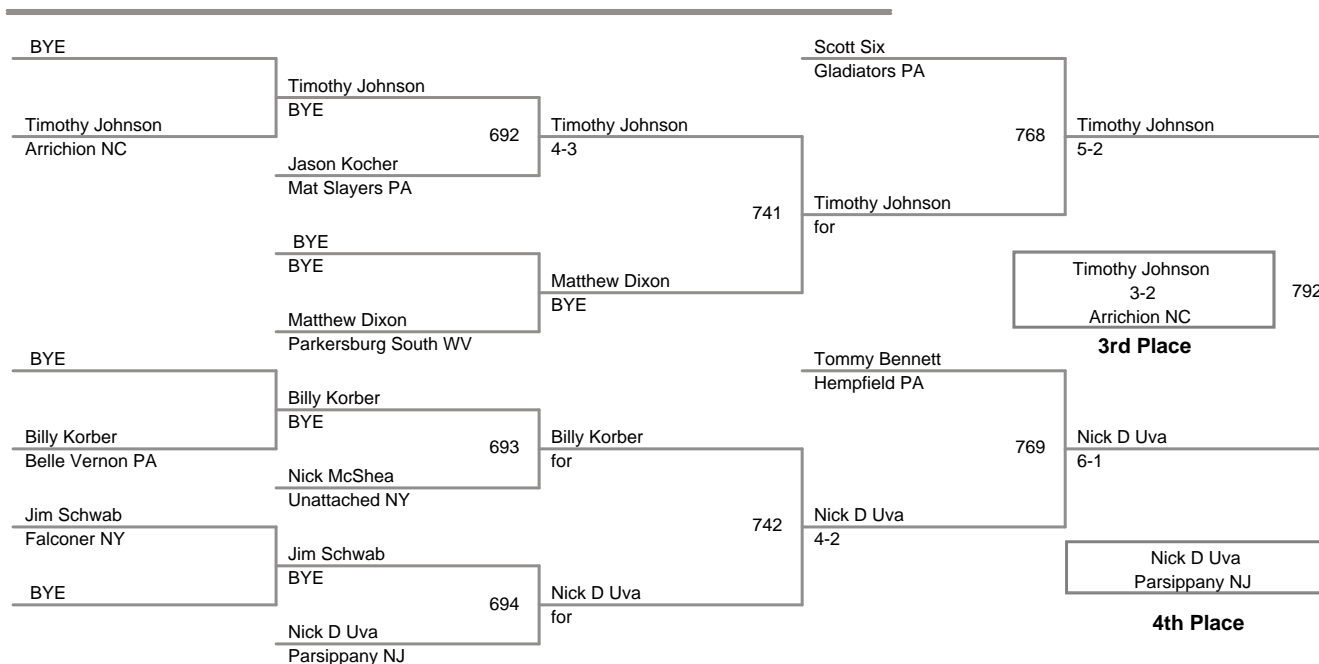 BYE
Timothy Johnson
Arrichion NC
Timothy Johnson
BYE
692
Jason Kocher
Mat Slayers PA
BYE
BYE
Matthew Dixon
Parkersburg South WV
Timothy Johnson
4-3
741
Matthew Dixon
BYE
Scott Six
Gladiators PA
768
Timothy Johnson
for
Timothy Johnson
5-2
Timothy Johnson
3-2
Arrichion NC
792
3rd Place
BYE
Billy Korber
Belle Vernon PA
Jim Schwab
Falconer NY
BYE
Billy Korber
BYE
693
Nick McShea
Unattached NY
Jim Schwab
BYE
694
Nick D Uva
Parsippany NJ
Billy Korber
for
742
Nick D Uva
for
Tommy Bennett
Hempfield PA
769
Nick D Uva
4-2
Nick D Uva
6-1
Nick D Uva
Parsippany NJ
4th Place